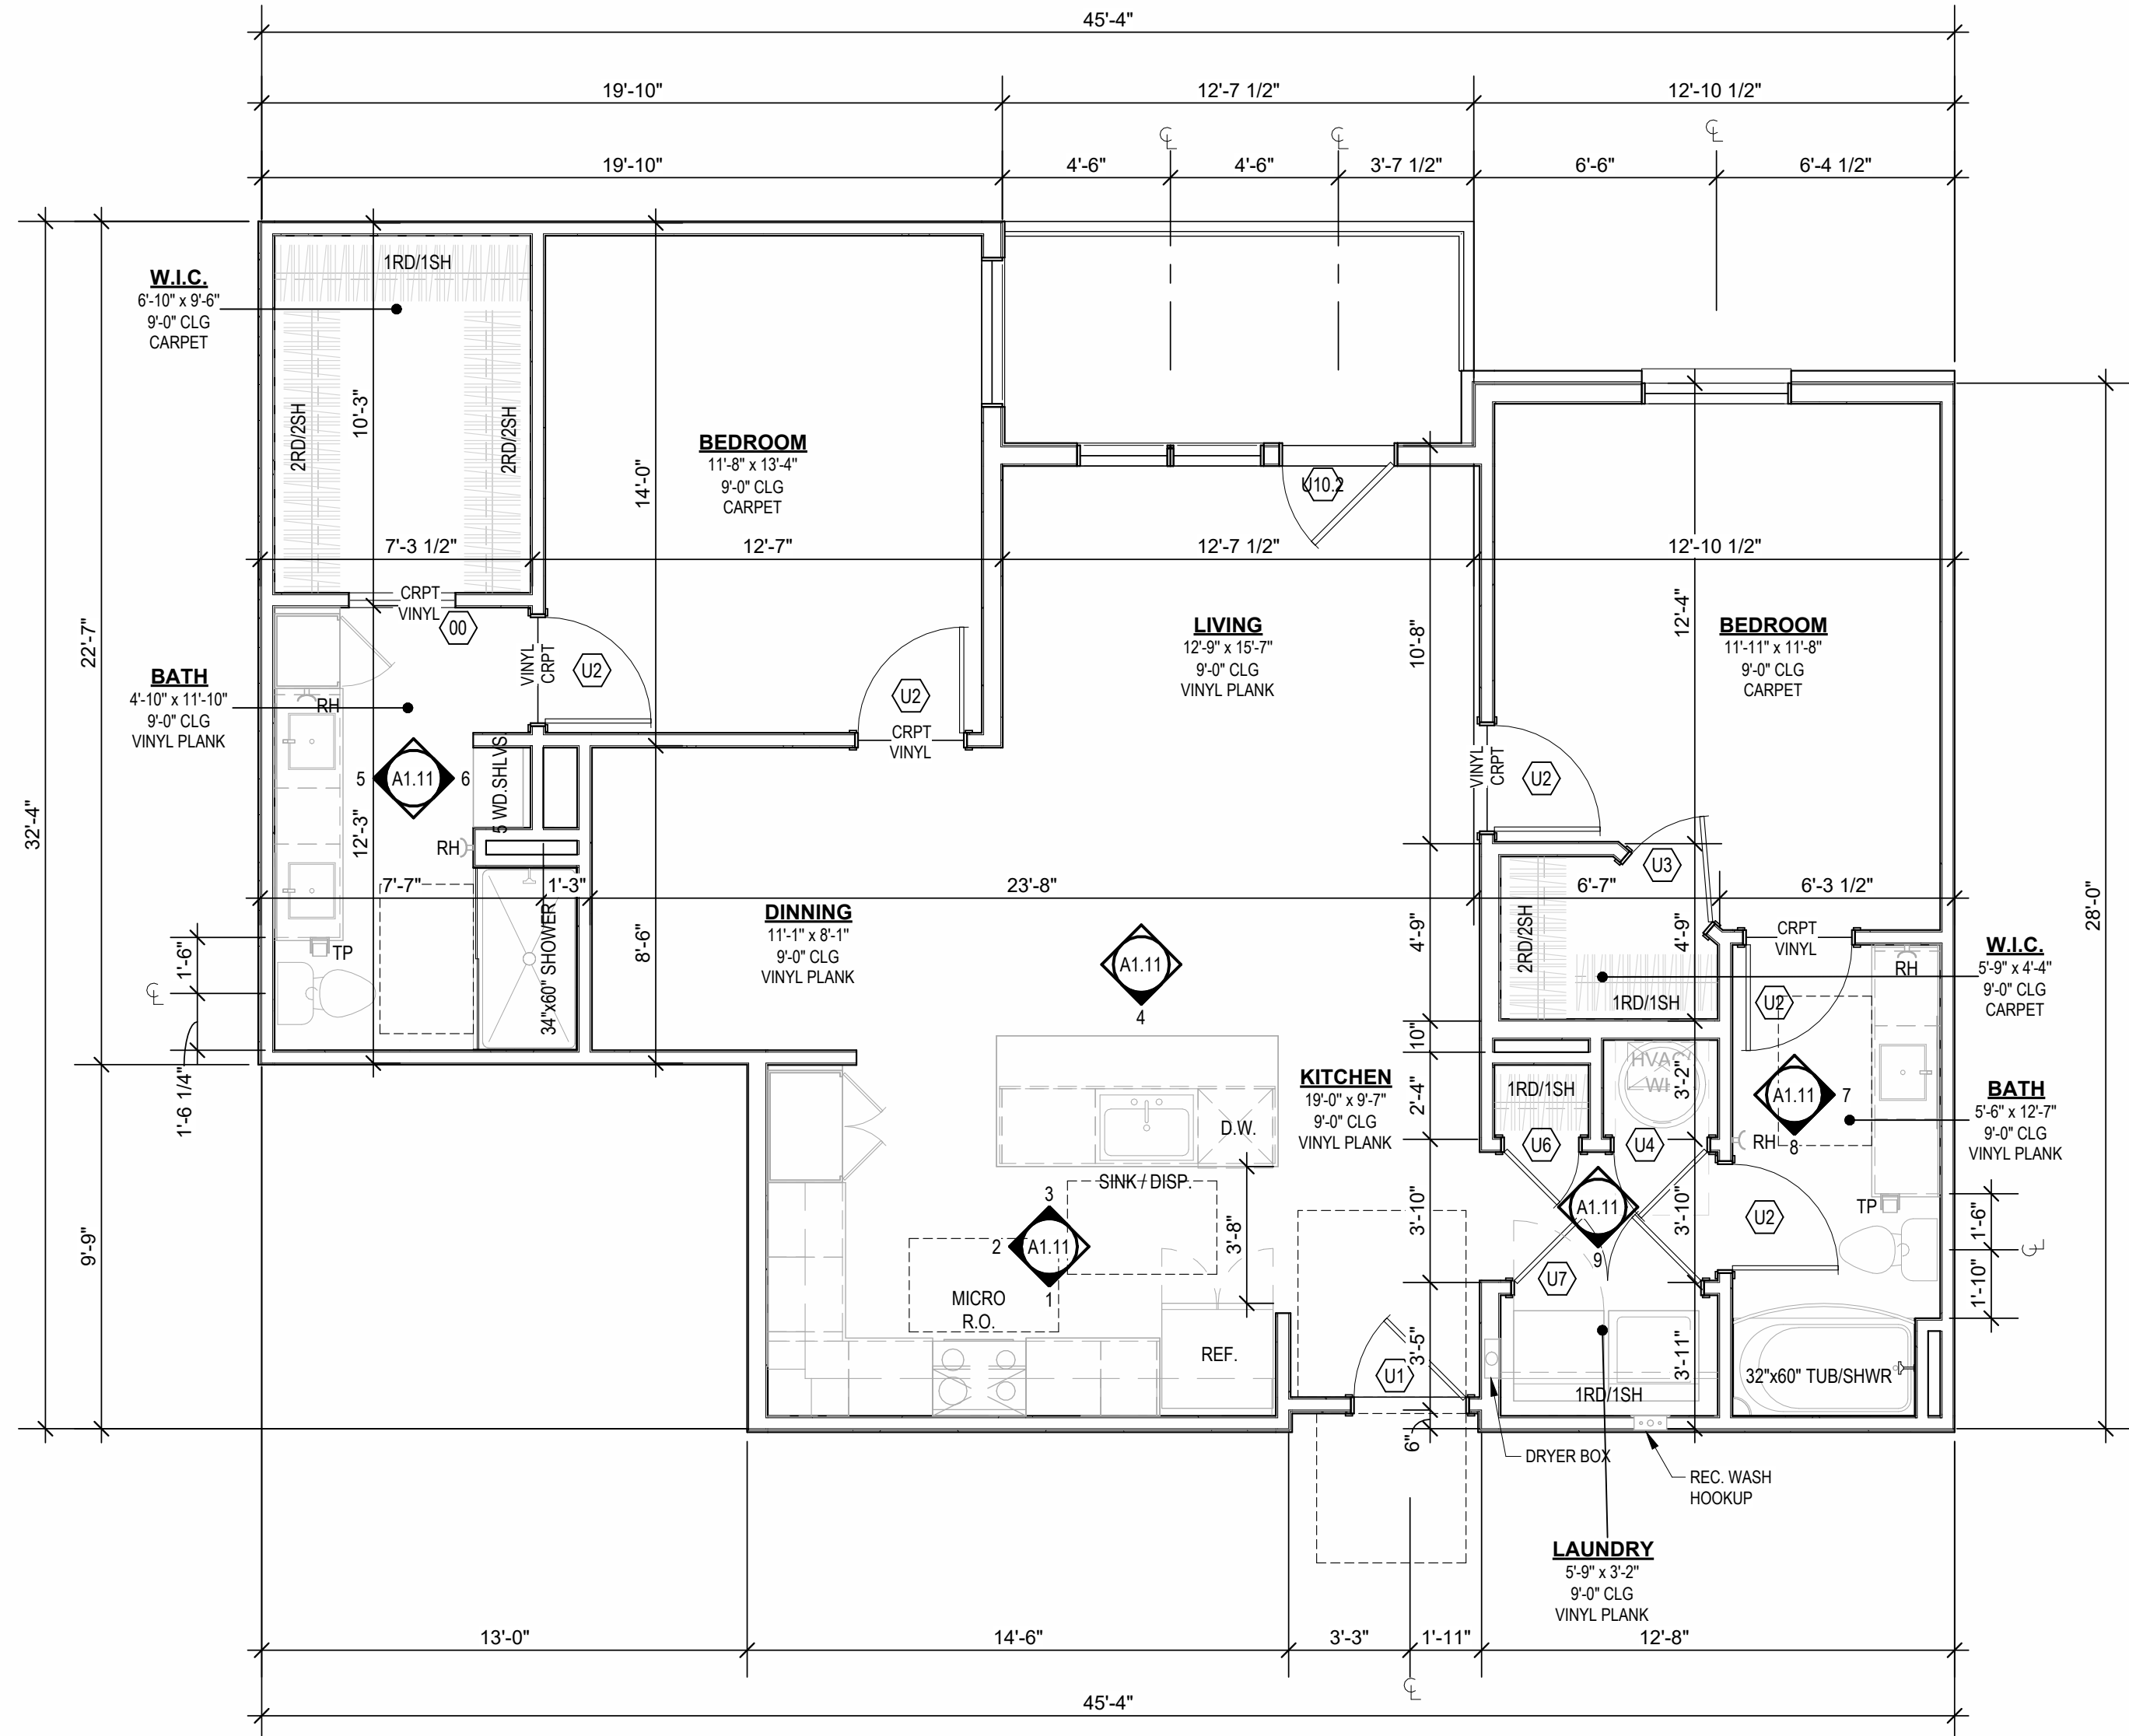 45'-4"
19'-10"
12'-7 1/2"
12'-10 1/2"
19'-10"
4'-6"
4'-6"
3'-7 1/2"
6'-6"
6'-4 1/2"
32'-4"
22'-7"
9'-9"
28'-0"
W.I.C.
6'-10" x 9'-6"
9'-0" CLG
CARPET
1RD/1SH
2RD/2SH
2RD/2SH
10'-3"
14'-0"
BEDROOM
11'-8" x 13'-4"
9'-0" CLG
CARPET
U10.2
7'-3 1/2"
12'-7"
12'-7 1/2"
12'-10 1/2"
CRPT
VINYL
00
VINYL
CRPT
U2
U2
CRPT
VINYL
LIVING
12'-9" x 15'-7"
9'-0" CLG
VINYL PLANK
10'-8"
12'-4"
BEDROOM
11'-11" x 11'-8"
9'-0" CLG
CARPET
BATH
4'-10" x 11'-10"
9'-0" CLG
VINYL PLANK
RH
5
A1.11
6
5 WD.SHLVS
12'-3"
RH
VINYL
CRPT
U2
U3
7'-7"
1'-3"
23'-8"
6'-7"
6'-3 1/2"
DINNING
11'-1" x 8'-1"
9'-0" CLG
VINYL PLANK
8'-6"
34"x60" SHOWER
TP
1'-6"
1'-6 1/4"
A1.11
4
4'-9"
2RD/2SH
4'-9"
1RD/1SH
CRPT
VINYL
U2
RH
W.I.C.
5'-9" x 4'-4"
9'-0" CLG
CARPET
10"
HVAC/
WH
3'-2"
KITCHEN
19'-0" x 9'-7"
9'-0" CLG
VINYL PLANK
2'-4"
1RD/1SH
U6
U4
A1.11
7
8
RH
BATH
5'-6" x 12'-7"
9'-0" CLG
VINYL PLANK
D.W.
SINK / DISP.
3
2
A1.11
1
3'-8"
MICRO
R.O.
REF.
3'-10"
A1.11
9
3'-10"
U2
TP
1'-6"
1'-10"
U7
U1
3'-5"
3'-11"
1RD/1SH
32"x60" TUB/SHWR
6"
DRYER BOX
REC. WASH
HOOKUP
LAUNDRY
5'-9" x 3'-2"
9'-0" CLG
VINYL PLANK
13'-0"
14'-6"
3'-3"
1'-11"
12'-8"
45'-4"